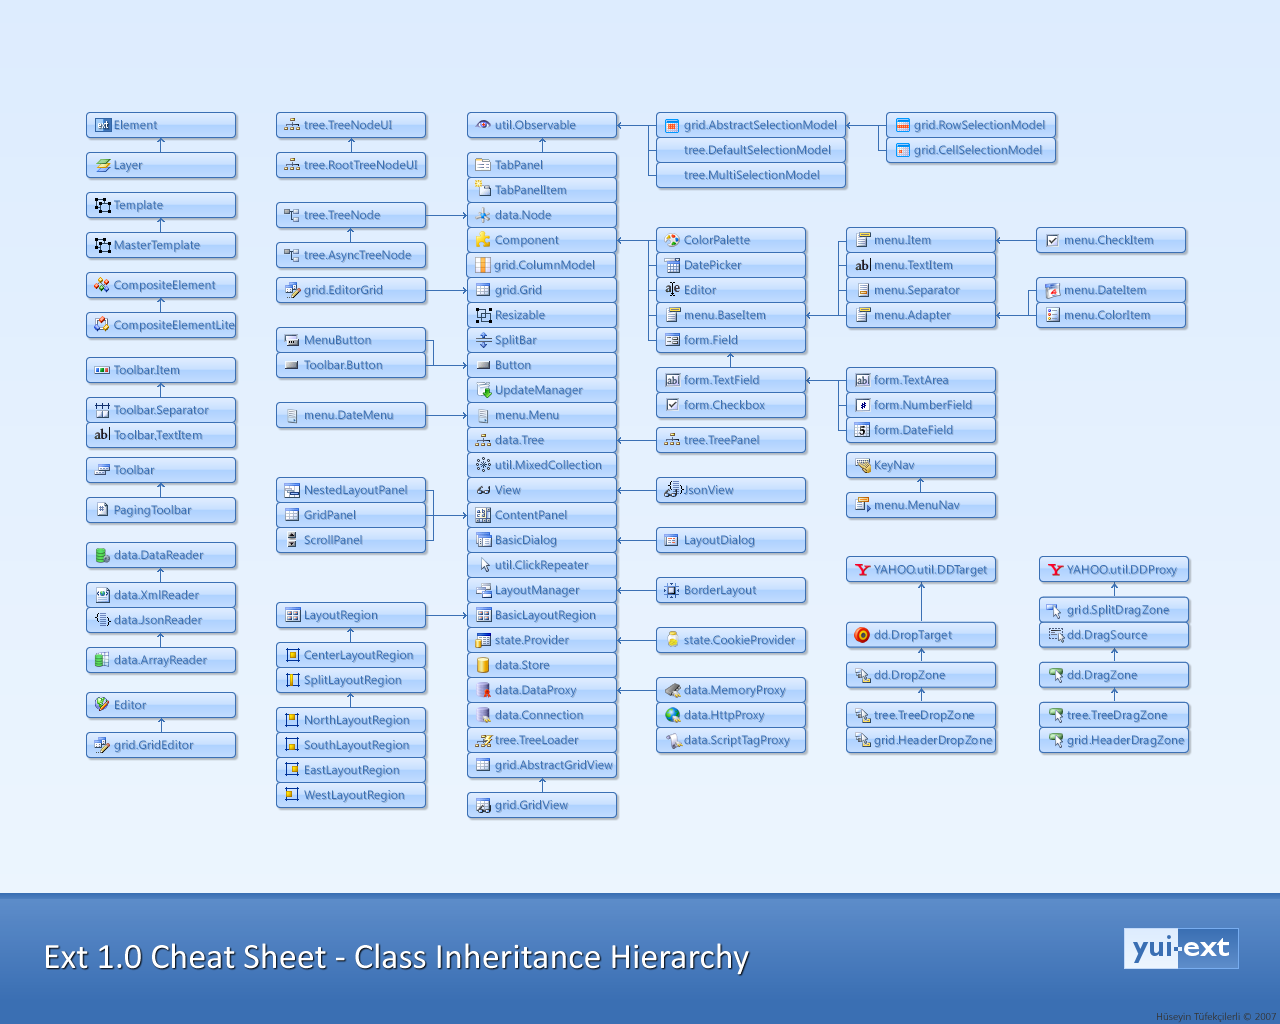 Element
Layer
Template
MasterTemplate
CompositeElement
CompositeElementLite
Toolbar.Item
Toolbar.Separator
Toolbar,TextItem
Toolbar
PagingToolbar
data.DataReader
data.XmlReader
data.JsonReader
data.ArrayReader
Editor
grid.GridEditor
tree.TreeNodeUI
tree.RootTreeNodeUI
tree.TreeNode
tree.AsyncTreeNode
grid.EditorGrid
MenuButton
Toolbar.Button
menu.DateMenu
NestedLayoutPanel
GridPanel
ScrollPanel
LayoutRegion
CenterLayoutRegion
SplitLayoutRegion
NorthLayoutRegion
SouthLayoutRegion
EastLayoutRegion
WestLayoutRegion
util.Observable
TabPanel
TabPanelItem
data.Node
Component
grid.ColumnModel
grid.Grid
Resizable
SplitBar
Button
UpdateManager
menu.Menu
data.Tree
util.MixedCollection
View
ContentPanel
BasicDialog
util.ClickRepeater
LayoutManager
BasicLayoutRegion
state.Provider
data.Store
data.DataProxy
data.Connection
tree.TreeLoader
grid.AbstractGridView
grid.GridView
grid.AbstractSelectionModel
tree.DefaultSelectionModel
tree.MultiSelectionModel
ColorPalette
DatePicker
Editor
menu.BaseItem
form.Field
form.TextField
form.Checkbox
tree.TreePanel
JsonView
LayoutDialog
BorderLayout
state.CookieProvider
data.MemoryProxy
data.HttpProxy
data.ScriptTagProxy
grid.RowSelectionModel
grid.CellSelectionModel
menu.Item
menu.TextItem
menu.Separator
menu.Adapter
form.TextArea
form.NumberField
form.DateField
KeyNav
menu.MenuNav
YAHOO.util.DDTarget
dd.DropTarget
dd.DropZone
tree.TreeDropZone
grid.HeaderDropZone
menu.CheckItem
menu.DateItem
menu.ColorItem
YAHOO.util.DDProxy
grid.SplitDragZone
dd.DragSource
dd.DragZone
tree.TreeDragZone
grid.HeaderDragZone
Ext 1.0 Cheat Sheet - Class Inheritance Hierarchy
yui-ext
Hüseyin Tüfekçilerli © 2007